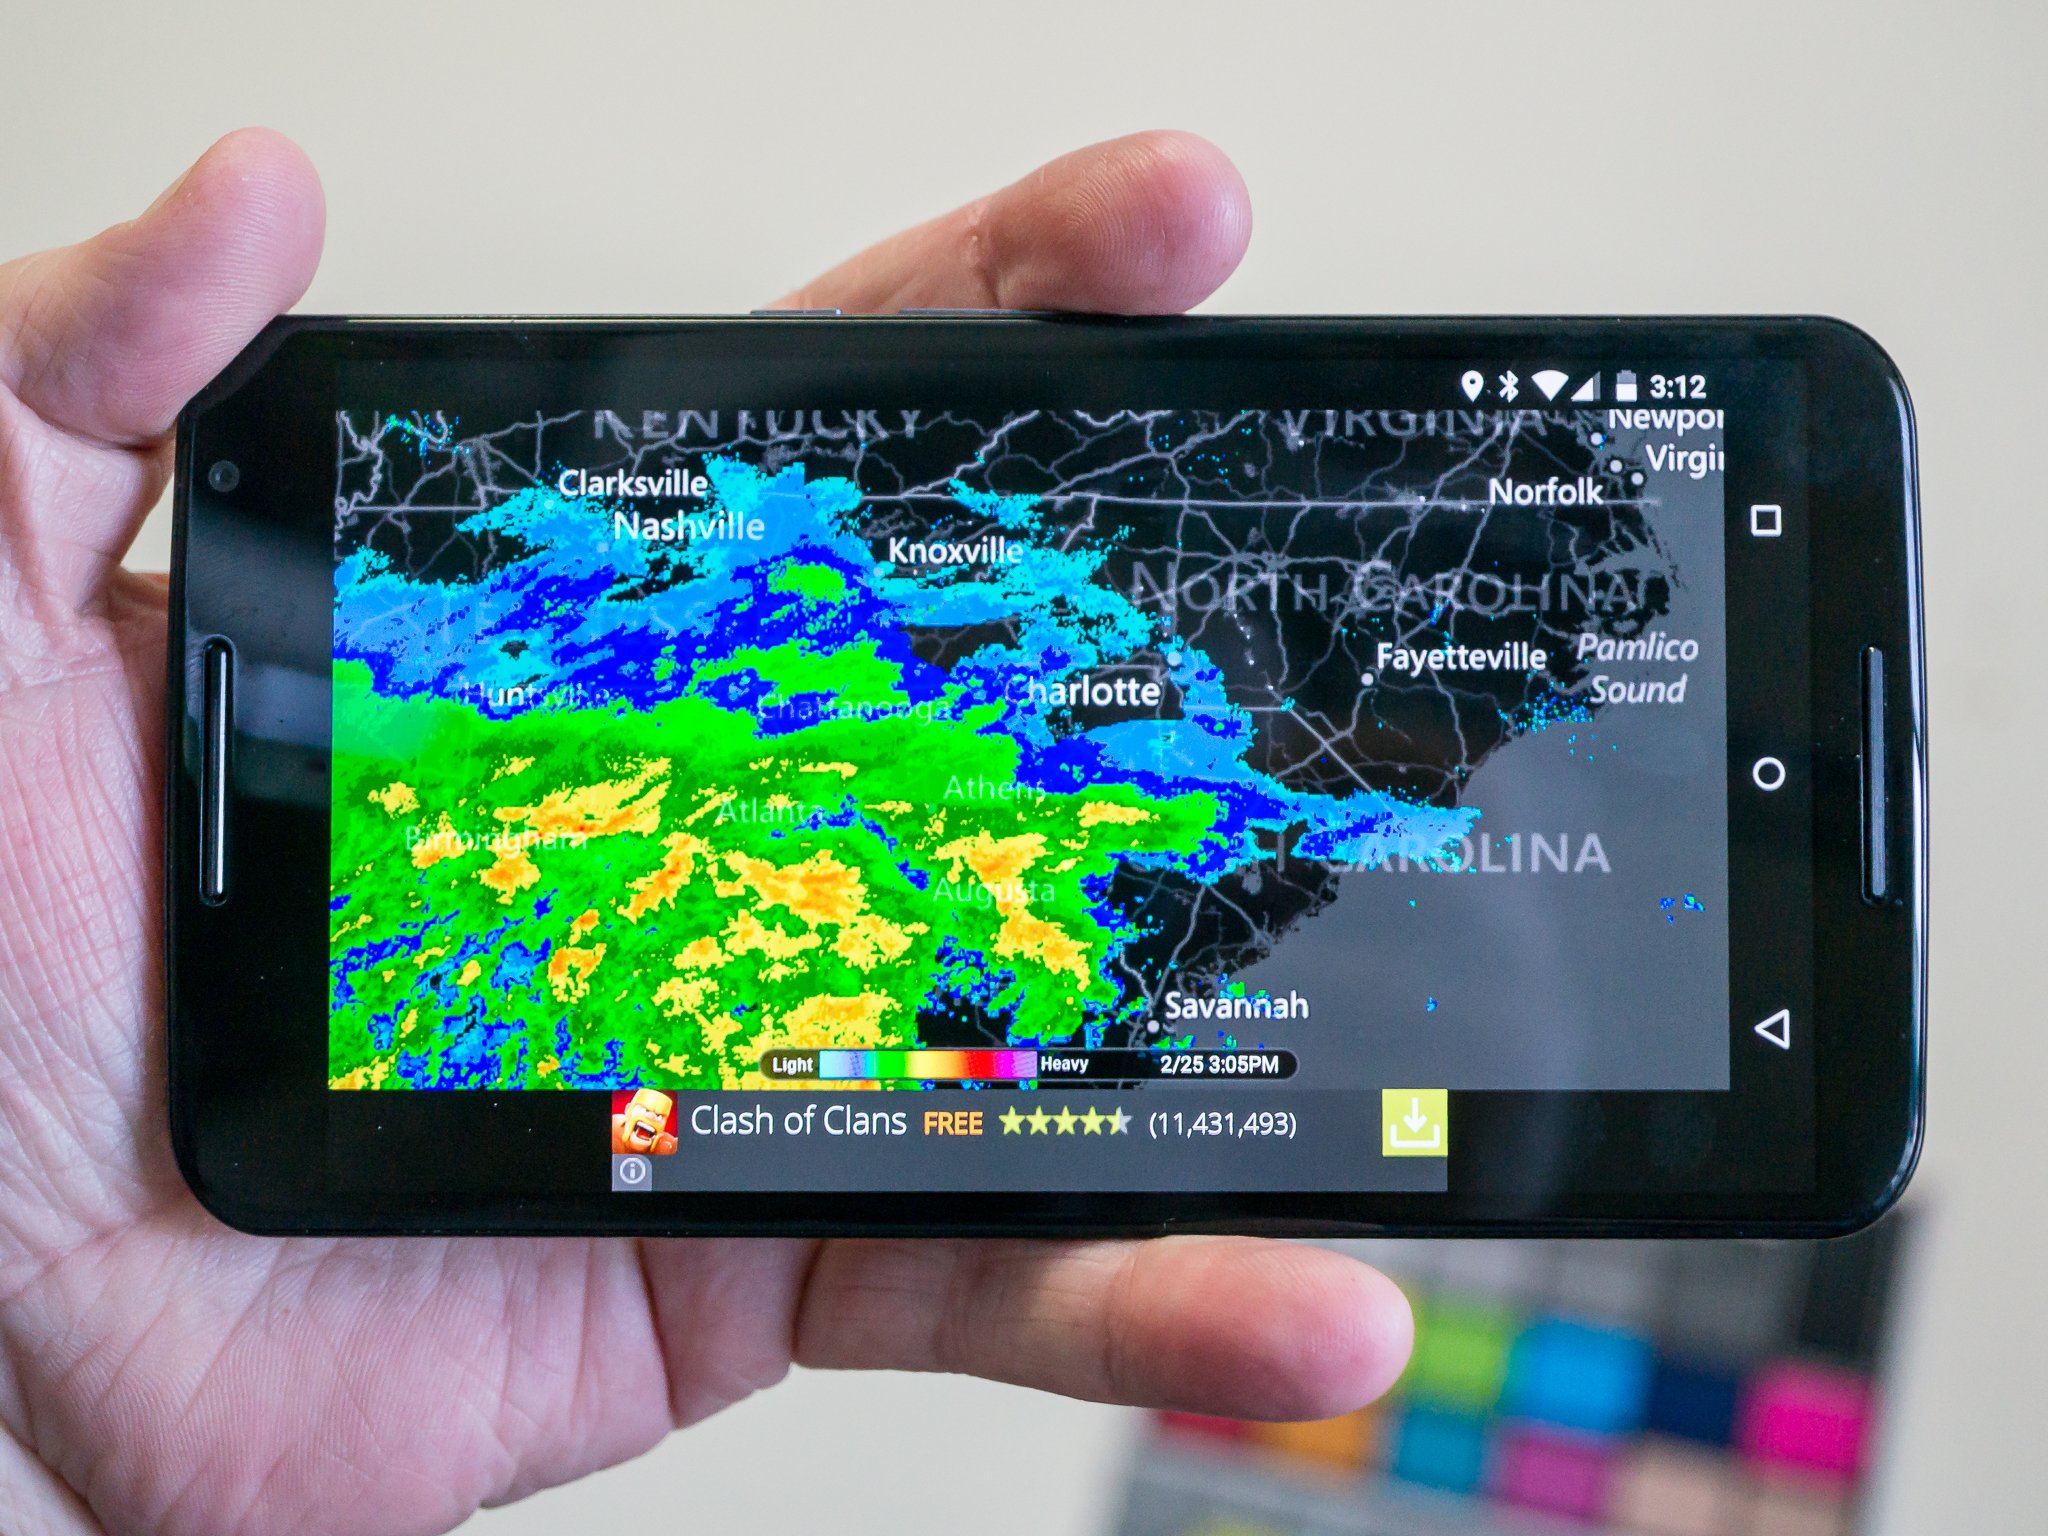 3:12
KENTUCKY
VIRGINIA
Newpor
Virgi
Clarksville
Norfolk
Nashville
Knoxville
NORTH CAROLINA
Fayetteville
Pamlico
Sound
Huntsville
Charlotte
Chattanooga
Athens
Atlanta
Birmingham
H CAROLINA
Augusta
Savannah
Light Heavy 2/25 3:05PM
Clash of Clans FREE (11,431,493)